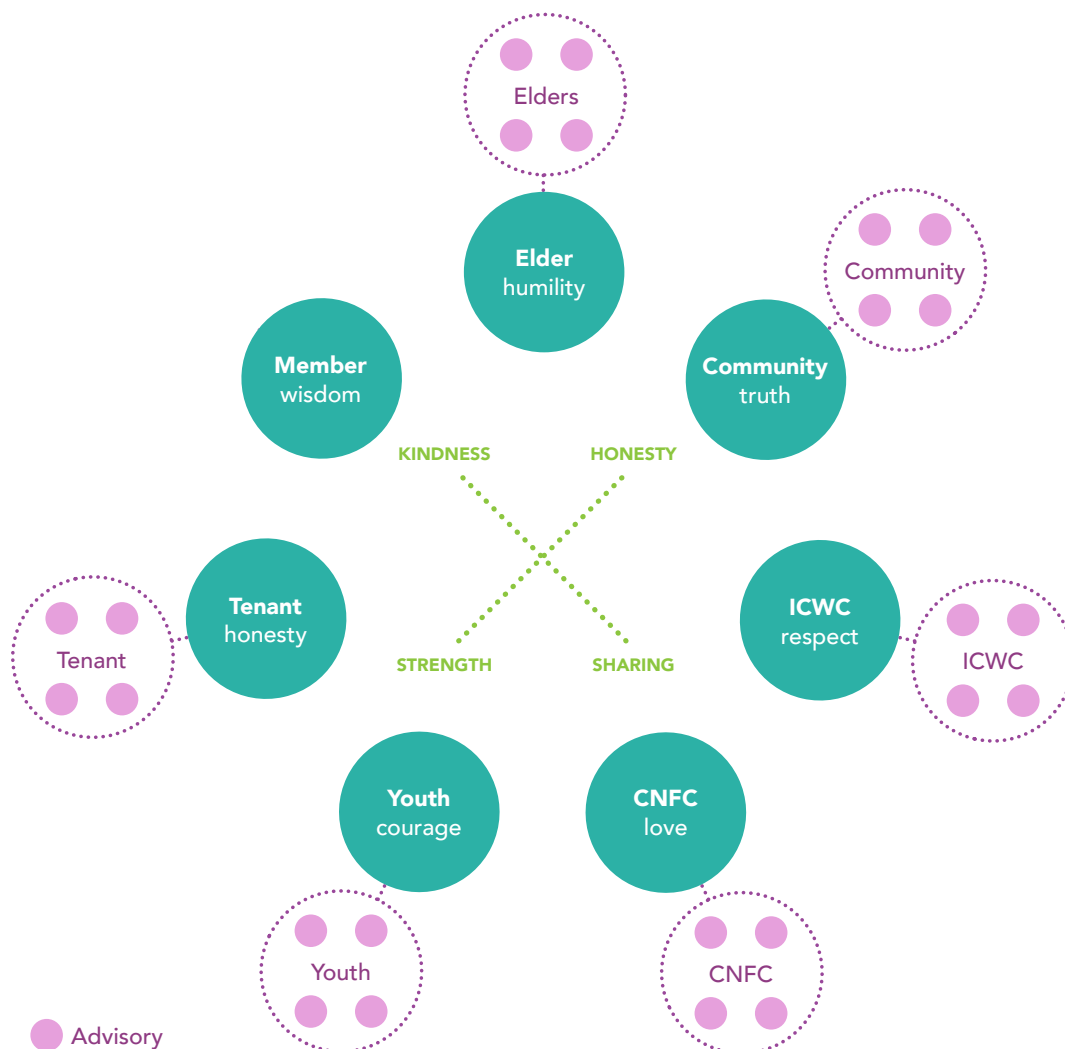 Elders
Elder
humility
Community
Member
wisdom
Community
truth
KINDNESS
HONESTY
Tenant
honesty
Tenant
ICWC
respect
ICWC
STRENGTH
SHARING
Youth
courage
CNFC
love
Youth
CNFC
Advisory